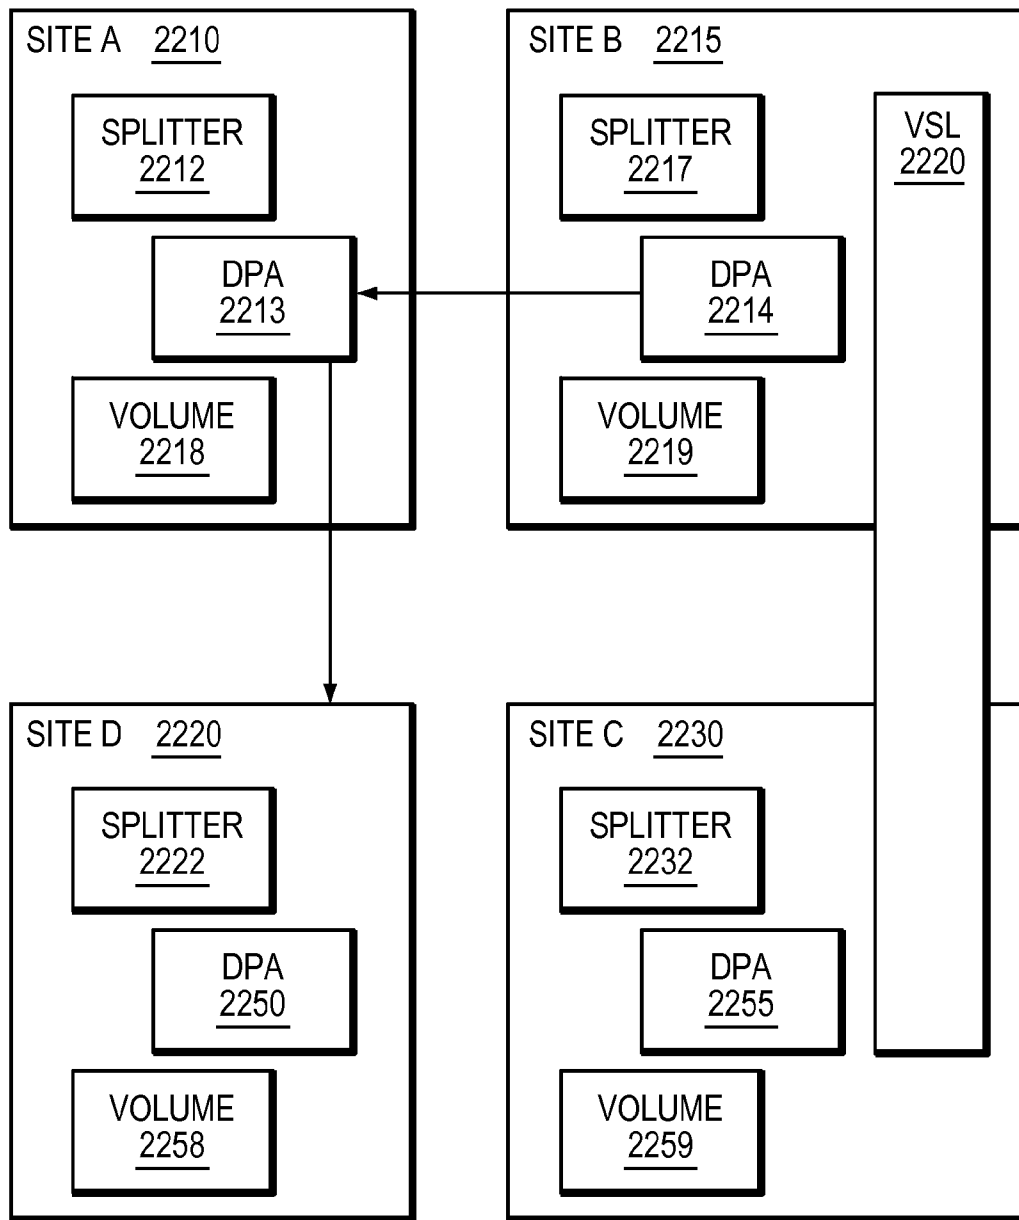 SITE A 2210
SPLITTER
2212
DPA
2213
VOLUME
2218
SITE B 2215
SPLITTER
2217
DPA
2214
VOLUME
2219
VSL
2220
SITE D 2220
SPLITTER
2222
DPA
2250
VOLUME
2258
SITE C 2230
SPLITTER
2232
DPA
2255
VOLUME
2259